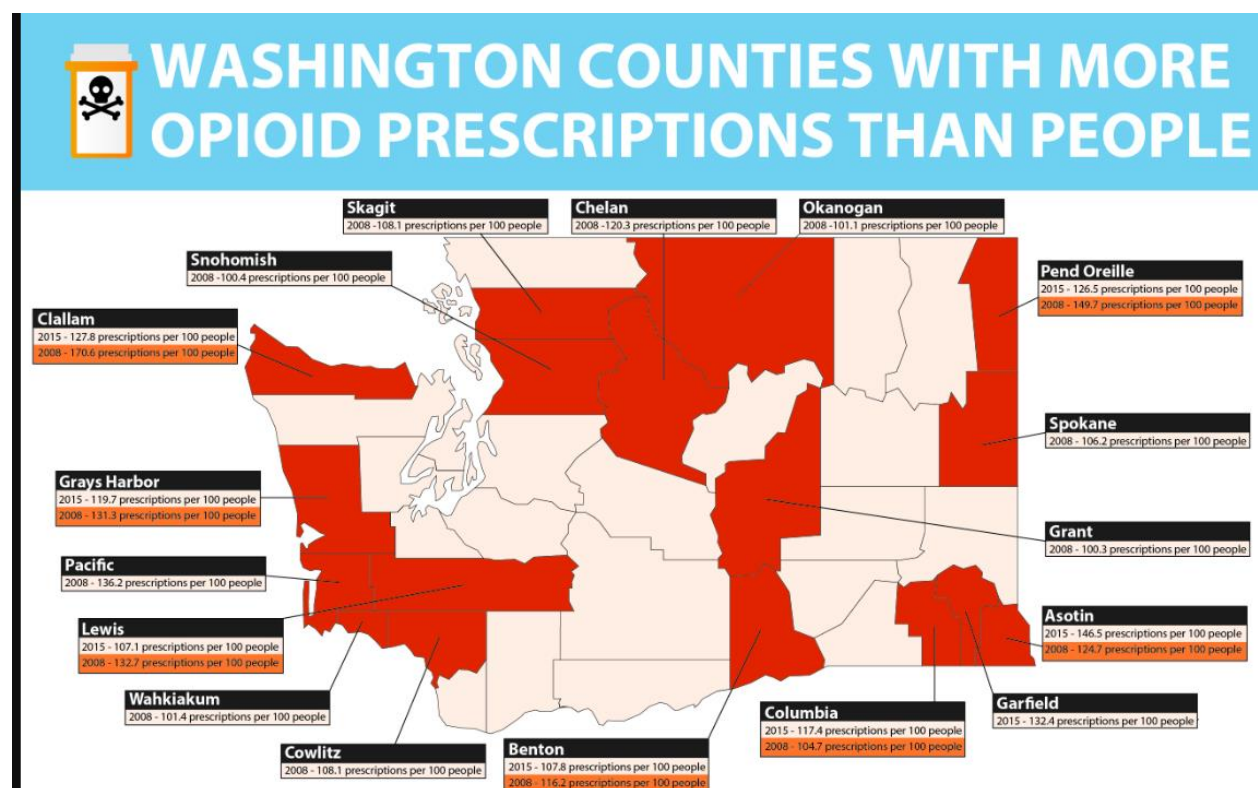 WASHINGTON COUNTIES WITH MORE
OPIOID PRESCRIPTIONS THAN PEOPLE
Skagit
2008 -108.1 prescriptions per 100 people
Chelan
2008 -120.3 prescriptions per 100 people
Okanogan
2008 -101.1 prescriptions per 100 people
Snohomish
2008 -100.4 prescriptions per 100 people
Pend Oreille
2015 - 126.5 prescriptions per 100 people
2008 - 149.7 prescriptions per 100 people
Clallam
2015 - 127.8 prescriptions per 100 people
2008 - 170.6 prescriptions per 100 people
Spokane
2008 - 106.2 prescriptions per 100 people
Grays Harbor
2015 - 119.7 prescriptions per 100 people
2008 - 131.3 prescriptions per 100 people
Grant
2008 - 100.3 prescriptions per 100 people
Pacific
2008 - 136.2 prescriptions per 100 people
Lewis
2015 - 107.1 prescriptions per 100 people
2008 - 132.7 prescriptions per 100 people
Asotin
2015 - 146.5 prescriptions per 100 people
2008 - 124.7 prescriptions per 100 people
Wahkiakum
2008 - 101.4 prescriptions per 100 people
Garfield
2015 - 132.4 prescriptions per 100 people
Columbia
2015 - 117.4 prescriptions per 100 people
2008 - 104.7 prescriptions per 100 people
Cowlitz
2008 - 108.1 prescriptions per 100 people
Benton
2015 - 107.8 prescriptions per 100 people
2008 - 116.2 prescriptions per 100 people